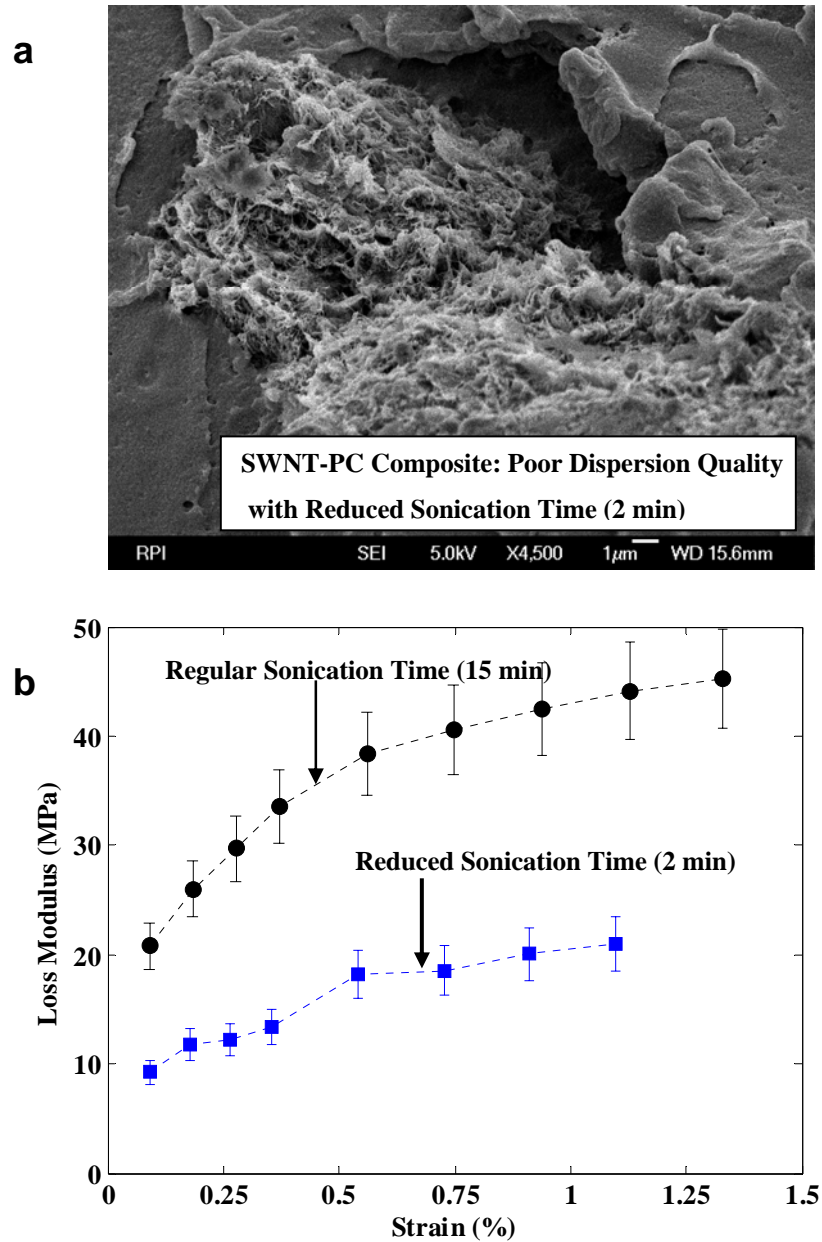 a
SWNT-PC Composite: Poor Dispersion Quality
with Reduced Sonication Time (2 min)
RPI SEI 5.0kV X4,500 1μm WD 15.6mm
b
50
Regular Sonication Time (15 min)
40
30
Reduced Sonication Time (2 min)
20
10
0
Loss Modulus (MPa)
0 0.25 0.5 0.75 1 1.25 1.5
Strain (%)